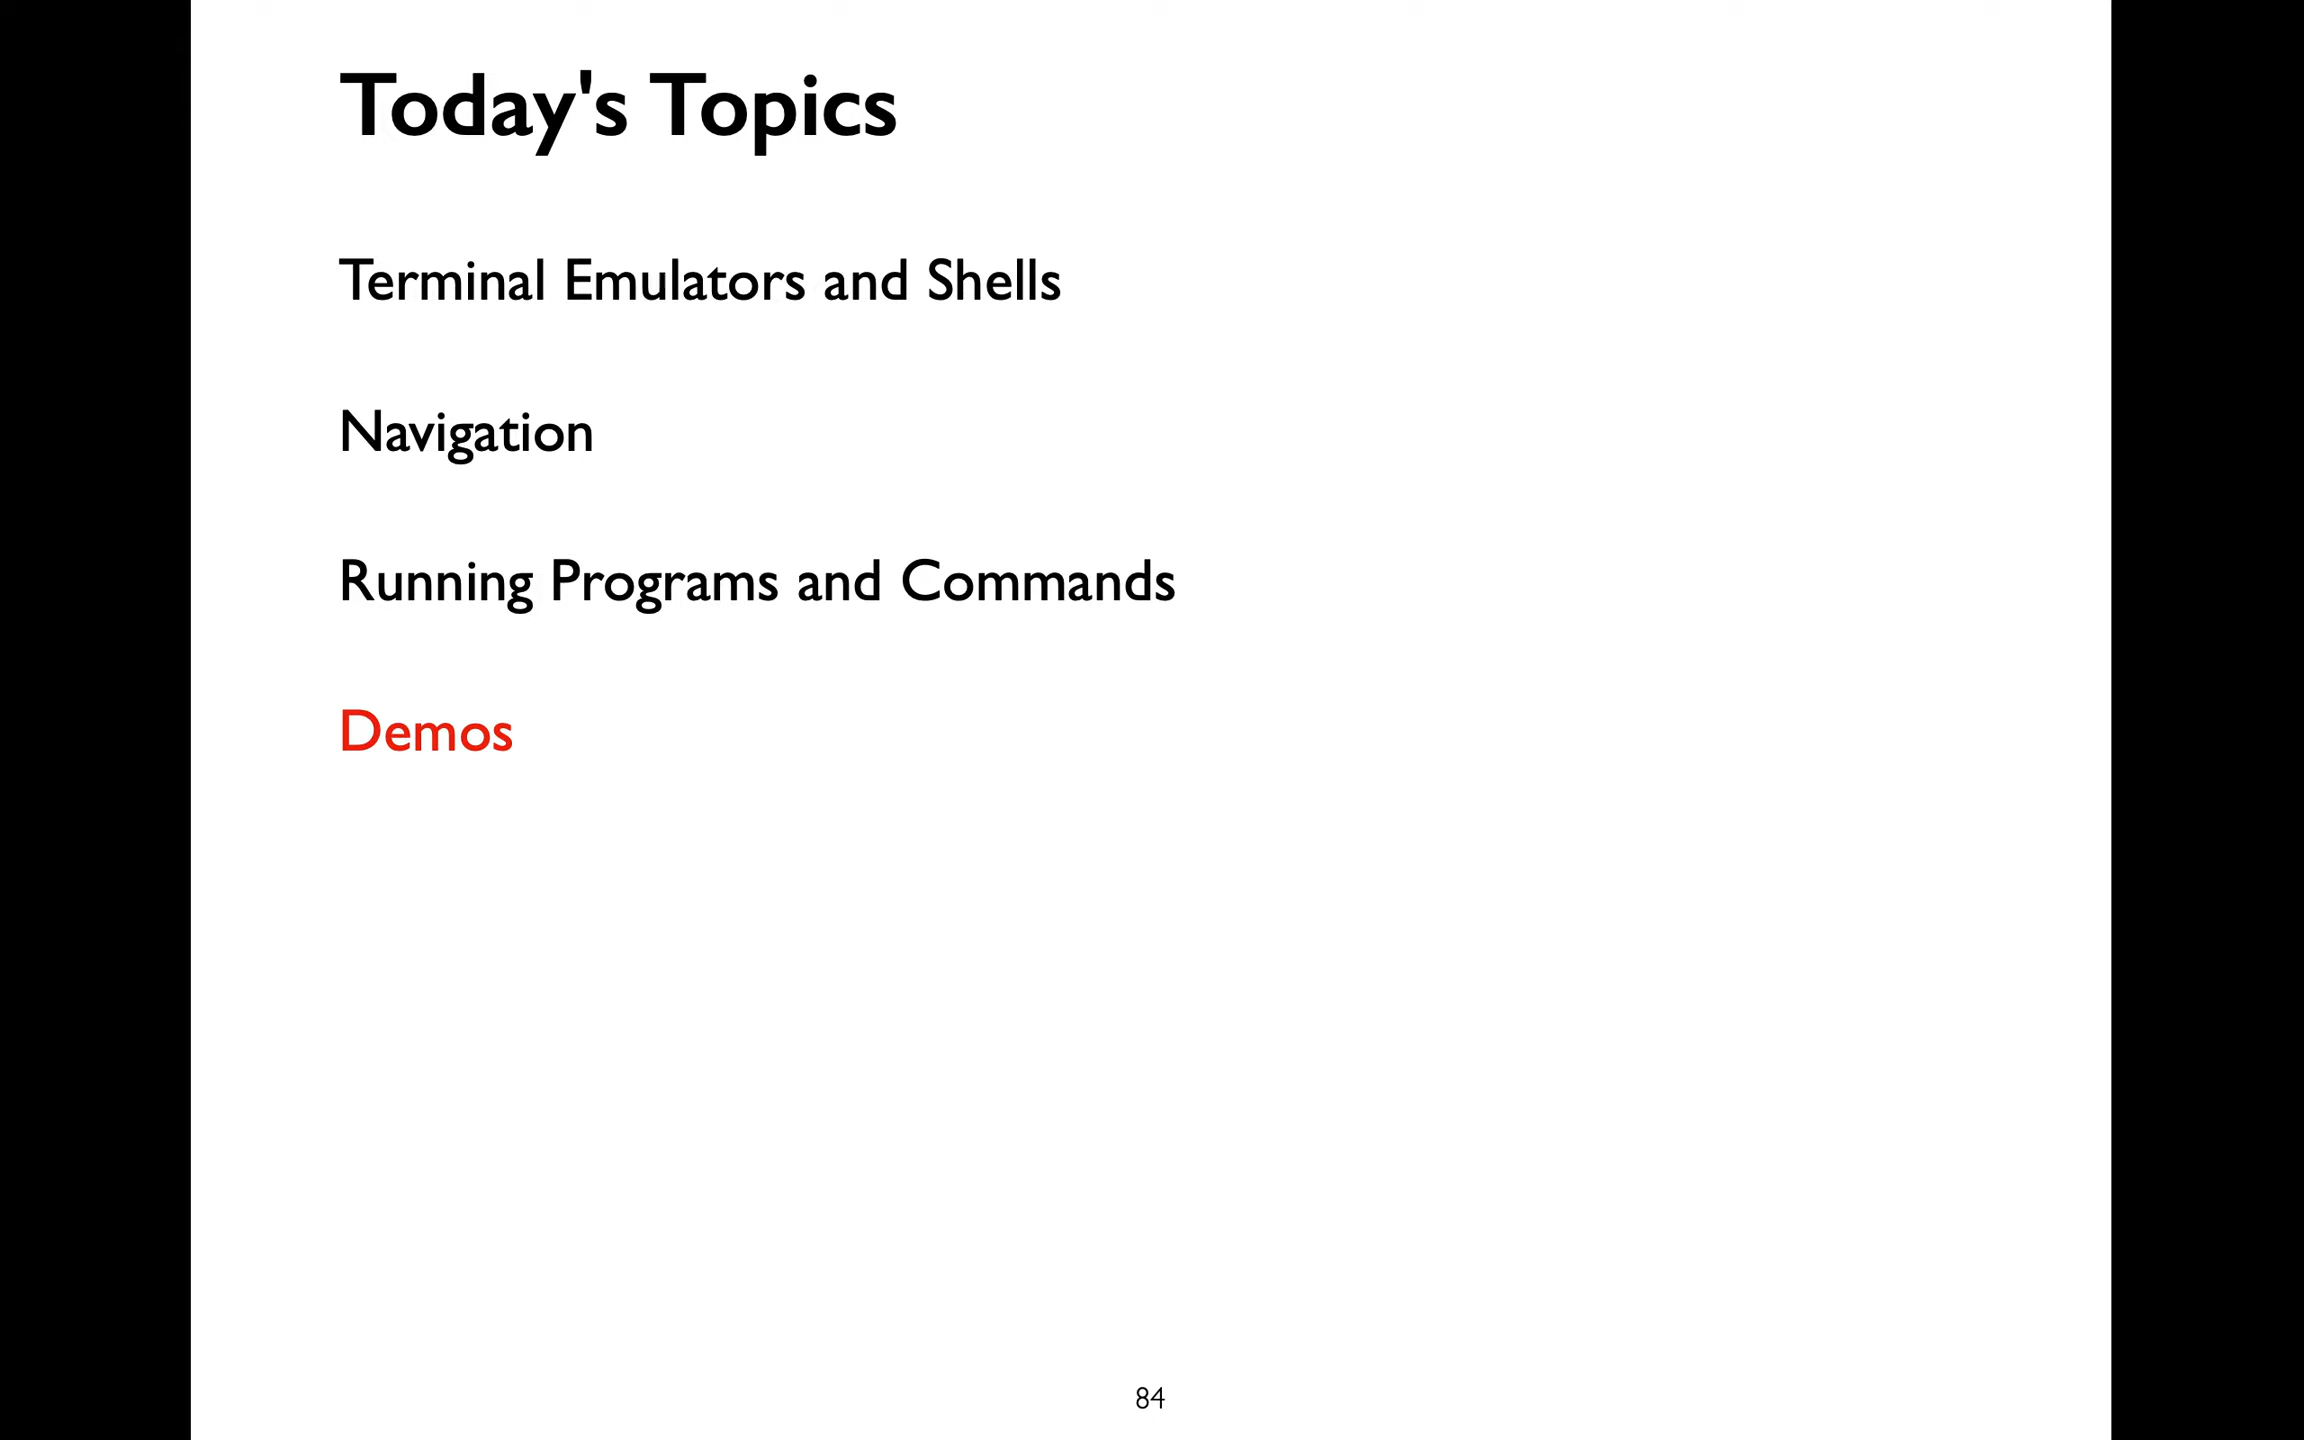 Today's Topics
Terminal Emulators and Shells
Navigation
Running Programs and Commands
Demos
84